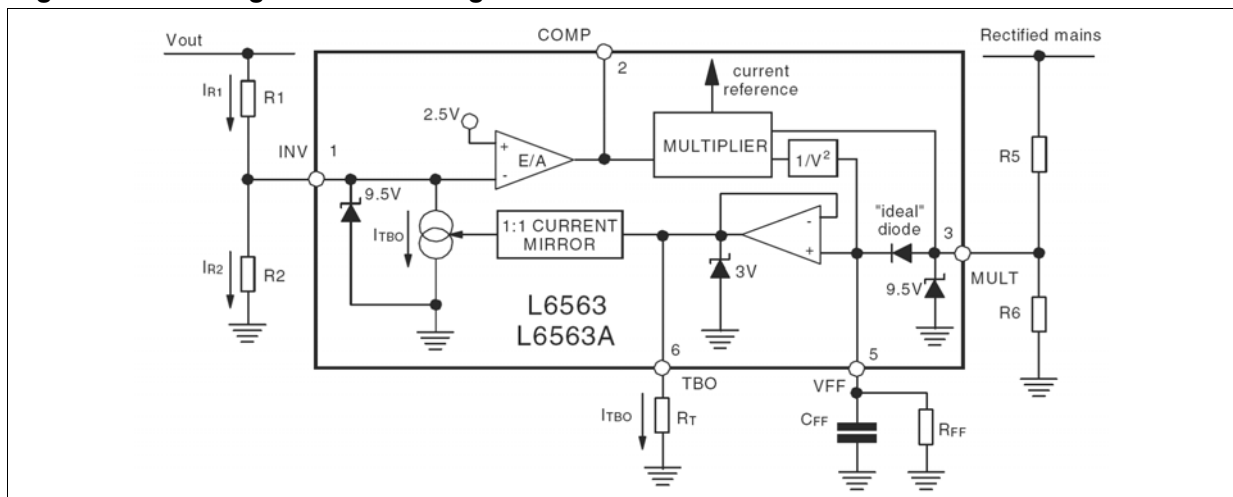 COMP
Vout
Rectified mains
2
current
reference
IR1
R1
2.5V
INV
1
+
E/A
-
MULTIPLIER
1/V²
R5
9.5V
"ideal"
diode
3
ITBO
1:1 CURRENT
MIRROR
-
+
MULT
IR2
R2
3V
9.5V
R6
L6563
L6563A
6
5
TBO
VFF
ITBO
RT
CFF
RFF